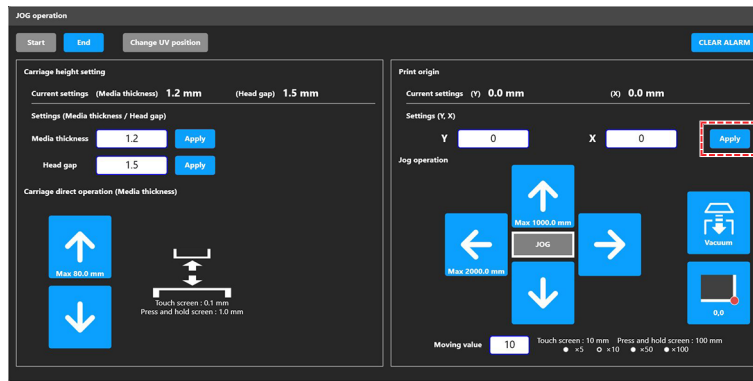 JOG operation
Start End Change UV position CLEAR ALARM
Carriage height setting
Current settings (Media thickness) 1.2 mm (Head gap) 1.5 mm
Settings (Media thickness / Head gap)
Media thickness 1.2 Apply
Head gap 1.5 Apply
Carriage direct operation (Media thickness)
Max 80.0 mm
Touch screen : 0.1 mm
Press and hold screen : 1.0 mm
Print origin
Current settings (Y) 0.0 mm (X) 0.0 mm
Settings (Y, X)
Y 0 X 0 Apply
Jog operation
Max 1000.0 mm
JOG
Max 2000.0 mm
Vacuum
0,0
Moving value 10 Touch screen : 10 mm Press and hold screen : 100 mm
×5 ×10 ×50 ×100